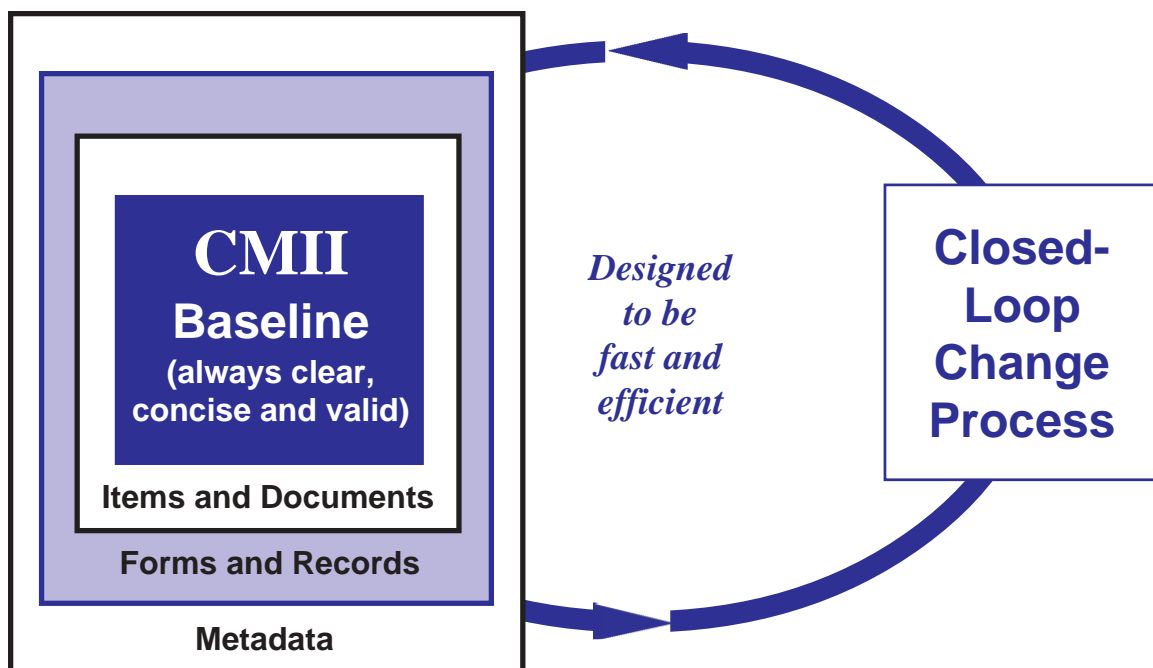 CMII
Baseline
(always clear,
concise and valid)
Items and Documents
Forms and Records
Metadata
Designed
to be
fast and
efficient
Closed-
Loop
Change
Process